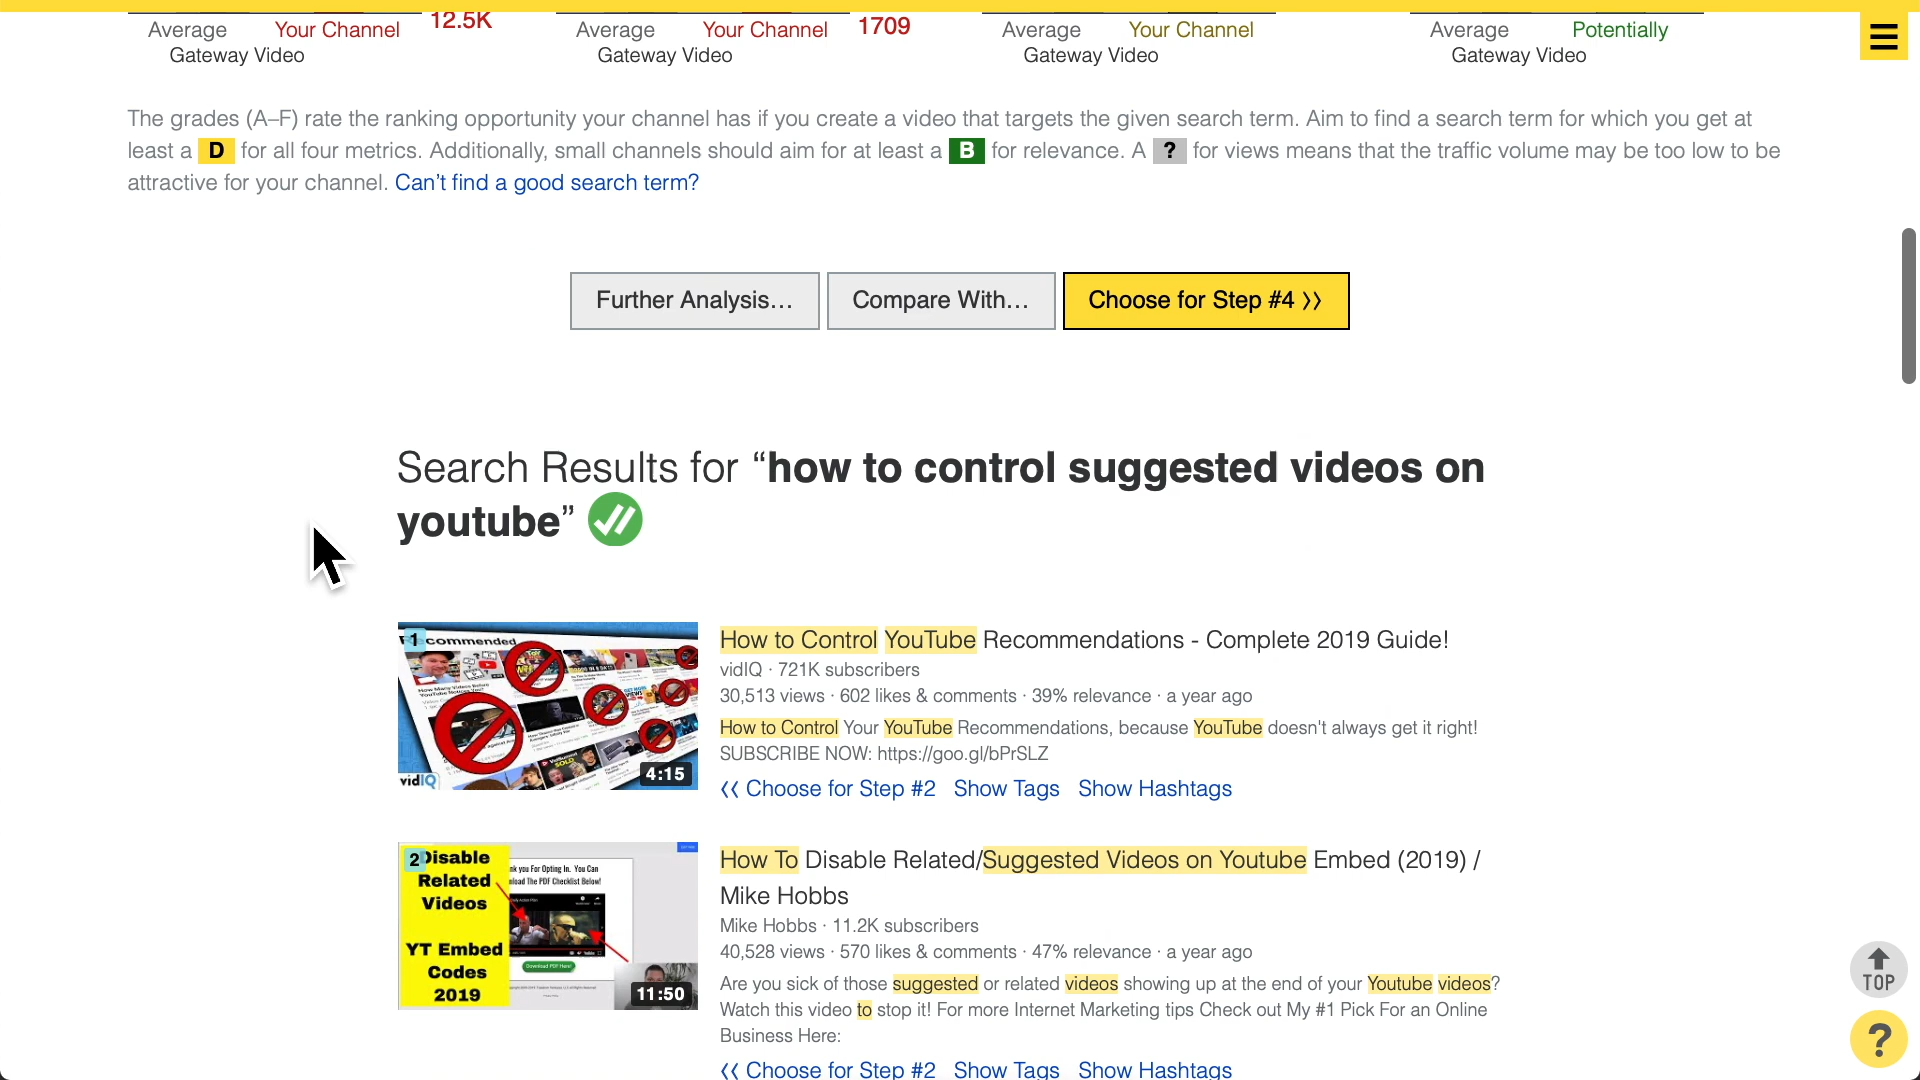 12.5K
Average Your Channel
Gateway Video
1709
Average Your Channel
Gateway Video
Average Your Channel
Gateway Video
Average Potentially
Gateway Video
The grades (A–F) rate the ranking opportunity your channel has if you create a video that targets the given search term. Aim to find a search term for which you get at
least a D for all four metrics. Additionally, small channels should aim for at least a B for relevance. A ? for views means that the traffic volume may be too low to be
attractive for your channel. Can’t find a good search term?
Further Analysis…
Compare With…
Choose for Step #4 ⟩⟩
Search Results for “how to control suggested videos on
youtube”
1
Recommended
vidIQ
4:15
How to Control YouTube Recommendations - Complete 2019 Guide!
vidIQ · 721K subscribers
30,513 views · 602 likes & comments · 39% relevance · a year ago
How to Control Your YouTube Recommendations, because YouTube doesn't always get it right!
SUBSCRIBE NOW: https://goo.gl/bPrSLZ
⟨⟨ Choose for Step #2 Show Tags Show Hashtags
2
Disable
Related
Videos
YT Embed
Codes
2019
Download PDF Here!
11:50
How To Disable Related/Suggested Videos on Youtube Embed (2019) /
Mike Hobbs
Mike Hobbs · 11.2K subscribers
40,528 views · 570 likes & comments · 47% relevance · a year ago
Are you sick of those suggested or related videos showing up at the end of your Youtube videos?
Watch this video to stop it! For more Internet Marketing tips Check out My #1 Pick For an Online
Business Here:
⟨⟨ Choose for Step #2 Show Tags Show Hashtags
TOP
?